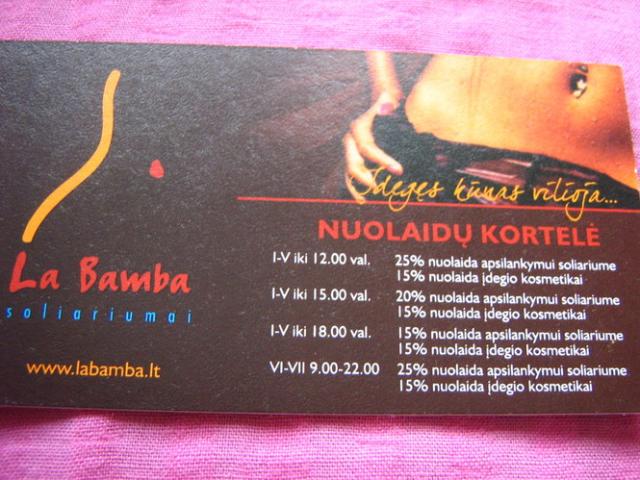 La Bamba
soliariumai
www.labamba.lt
Įdegęs kūnas vilioja...
NUOLAIDŲ KORTELĖ
I-V iki 12.00 val. 25% nuolaida apsilankymui soliariume
15% nuolaida įdegio kosmetikai
I-V iki 15.00 val. 20% nuolaida apsilankymui soliariume
15% nuolaida įdegio kosmetikai
I-V iki 18.00 val. 15% nuolaida apsilankymui soliariume
15% nuolaida įdegio kosmetikai
VI-VII 9.00-22.00 25% nuolaida apsilankymui soliariume
15% nuolaida įdegio kosmetikai